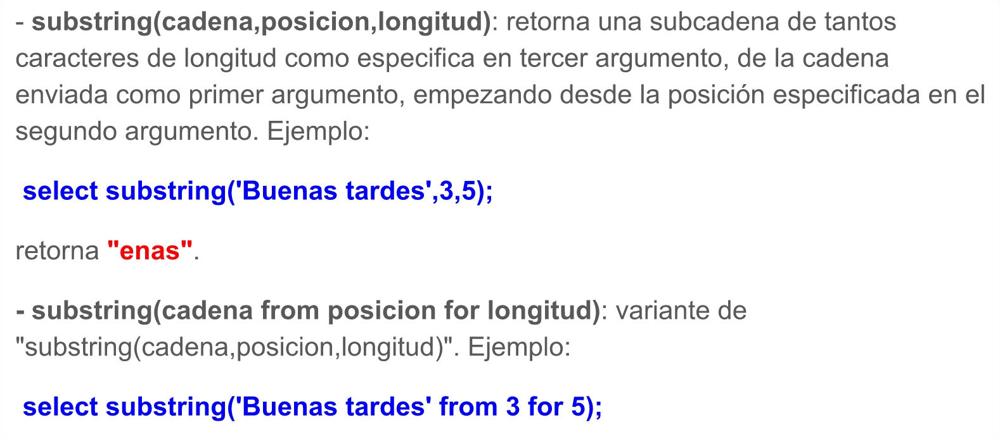 - substring(cadena,posicion,longitud): retorna una subcadena de tantos
caracteres de longitud como especifica en tercer argumento, de la cadena
enviada como primer argumento, empezando desde la posición especificada en el
segundo argumento. Ejemplo:
select substring('Buenas tardes',3,5);
retorna "enas".
- substring(cadena from posicion for longitud): variante de
"substring(cadena,posicion,longitud)". Ejemplo:
select substring('Buenas tardes' from 3 for 5);